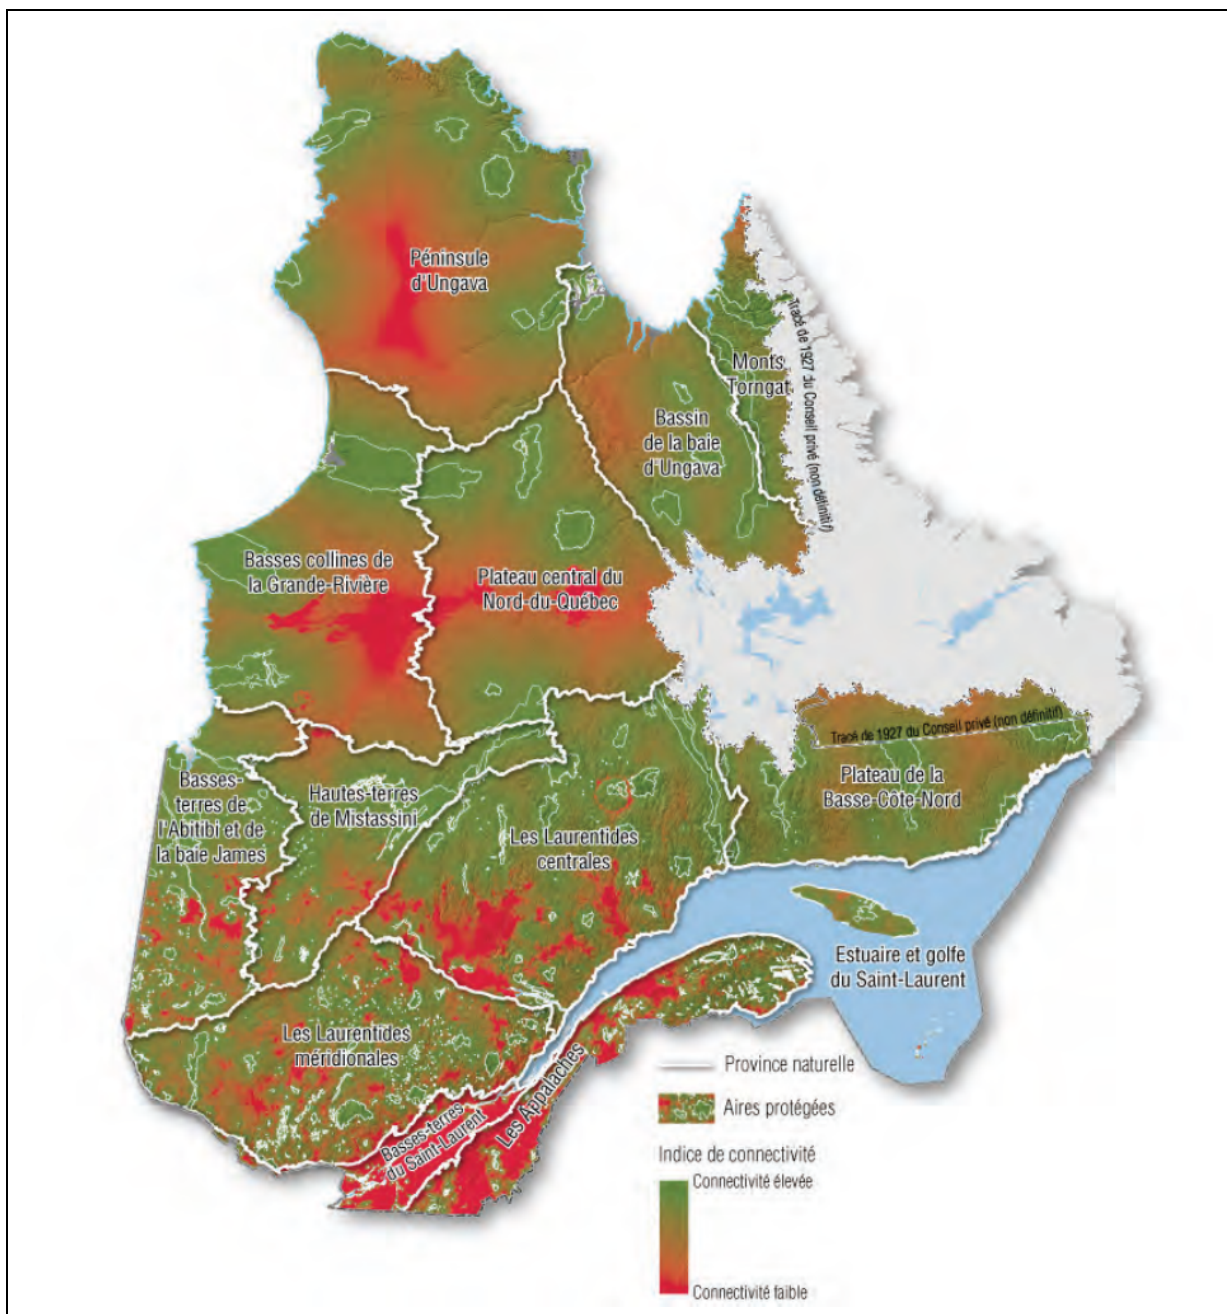 Péninsule
d'Ungava
Monts
Torngat
Tracé de 1927 du Conseil privé (non définitif)
Bassin
de la baie
d'Ungava
Basses collines de
la Grande-Rivière
Plateau central du
Nord-du-Québec
Tracé de 1927 du Conseil privé (non définitif)
Plateau de la
Basse-Côte-Nord
Basses-
terres de
l'Abitibi et de
la baie James
Hautes-terres
de Mistassini
Les Laurentides
centrales
Estuaire et golfe
du Saint-Laurent
Les Laurentides
méridionales
Basses-terres
du Saint-Laurent
Les Appalaches
Province naturelle
Aires protégées
Indice de connectivité
Connectivité élevée
Connectivité faible